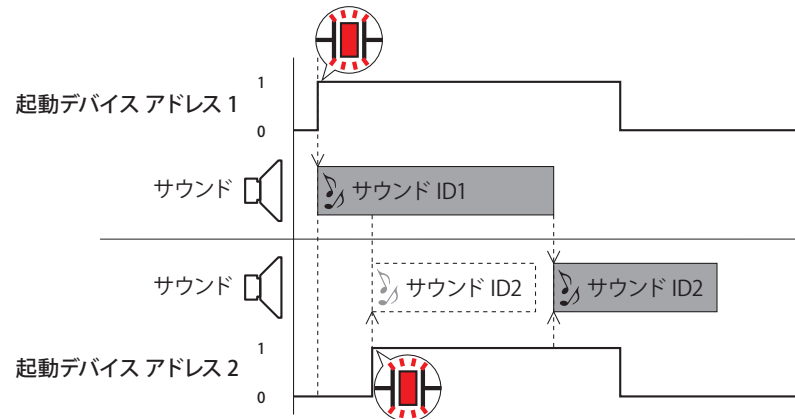 1
起動デバイス アドレス 1
0
サウンド
サウンド ID1
サウンド
サウンド ID2
サウンド ID2
1
起動デバイス アドレス 2
0